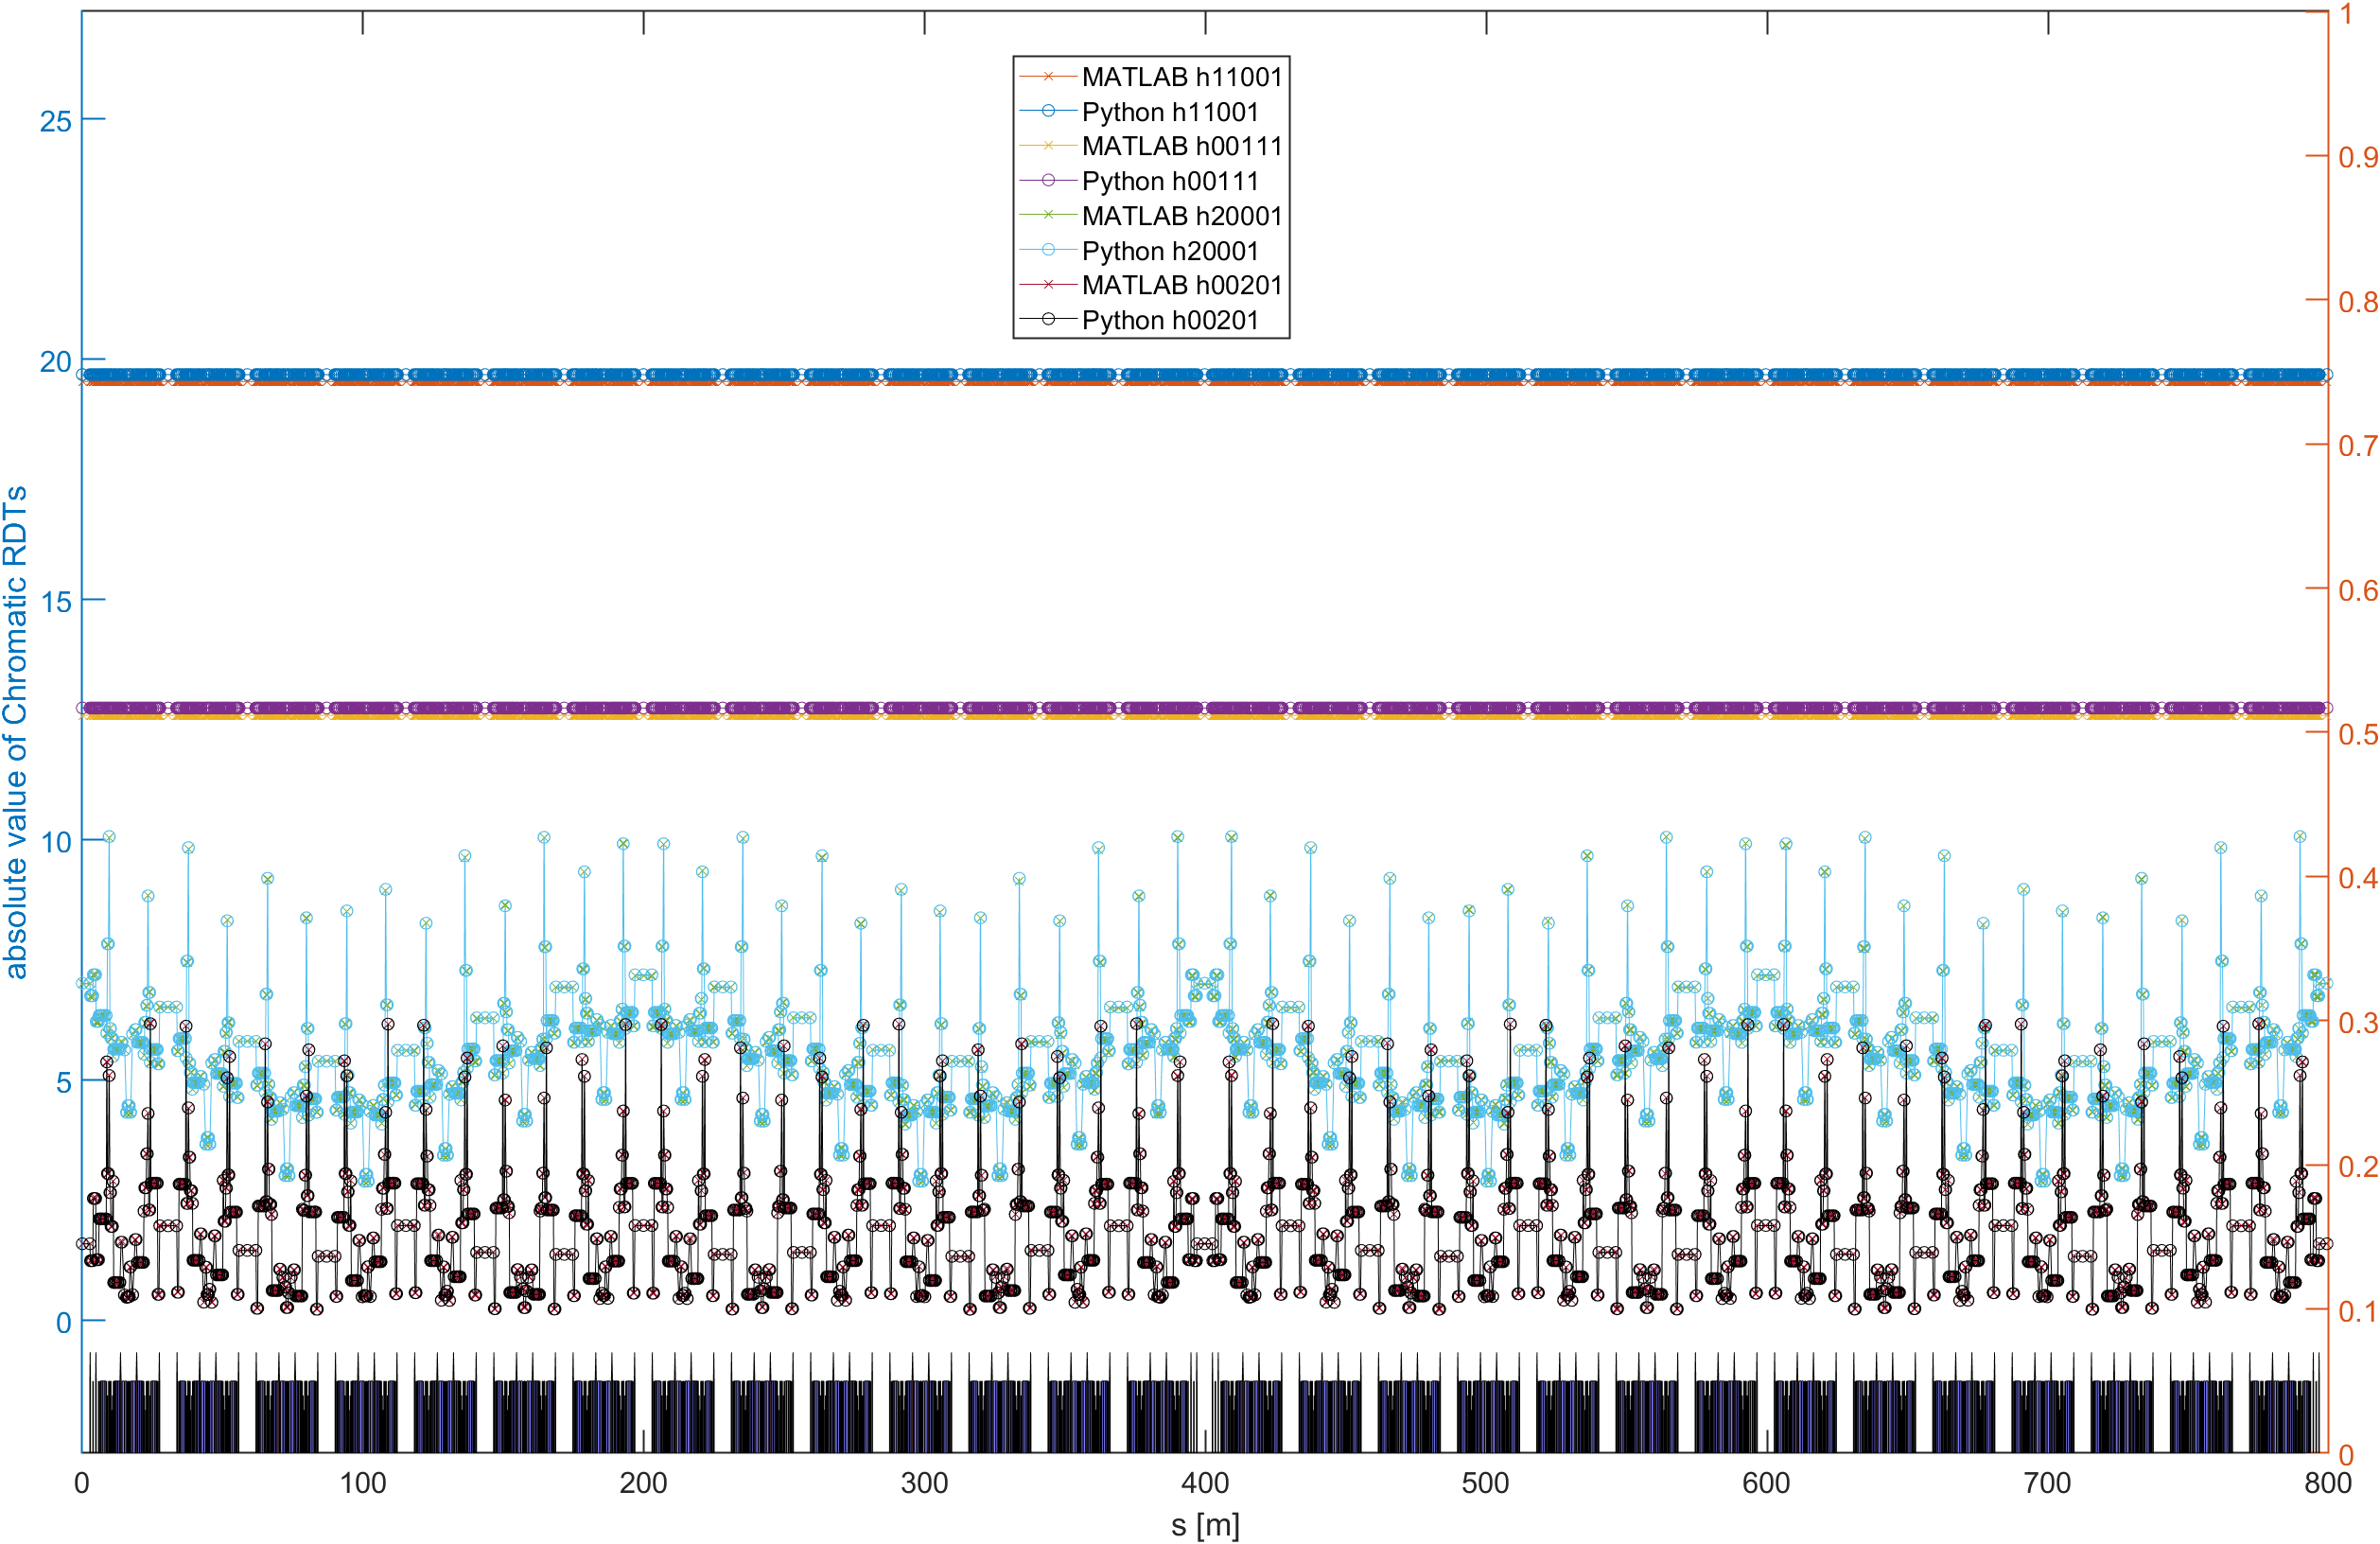 MATLAB h11001
Python h11001
MATLAB h00111
Python h00111
MATLAB h20001
Python h20001
MATLAB h00201
Python h00201
absolute value of Chromatic RDTs
25
20
15
10
5
0
1
0.9
0.8
0.7
0.6
0.5
0.4
0.3
0.2
0.1
0
0 100 200 300 400 500 600 700 800
s [m]